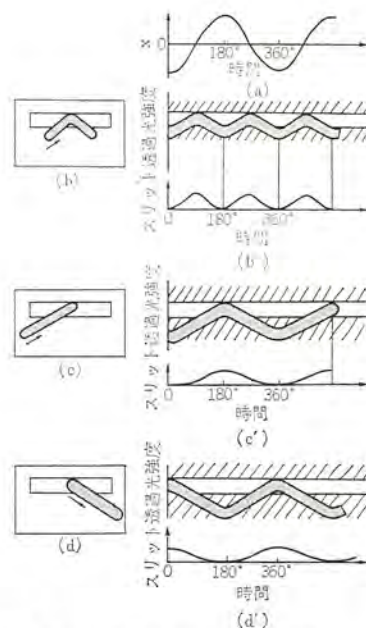 x
0
180°
360°
時間
(a)
(b)
スリット透過光強度
0
180°
360°
時間
(b')
(c)
スリット透過光強度
0
180°
360°
時間
(c')
(d)
スリット透過光強度
0
180°
360°
時間
(d')